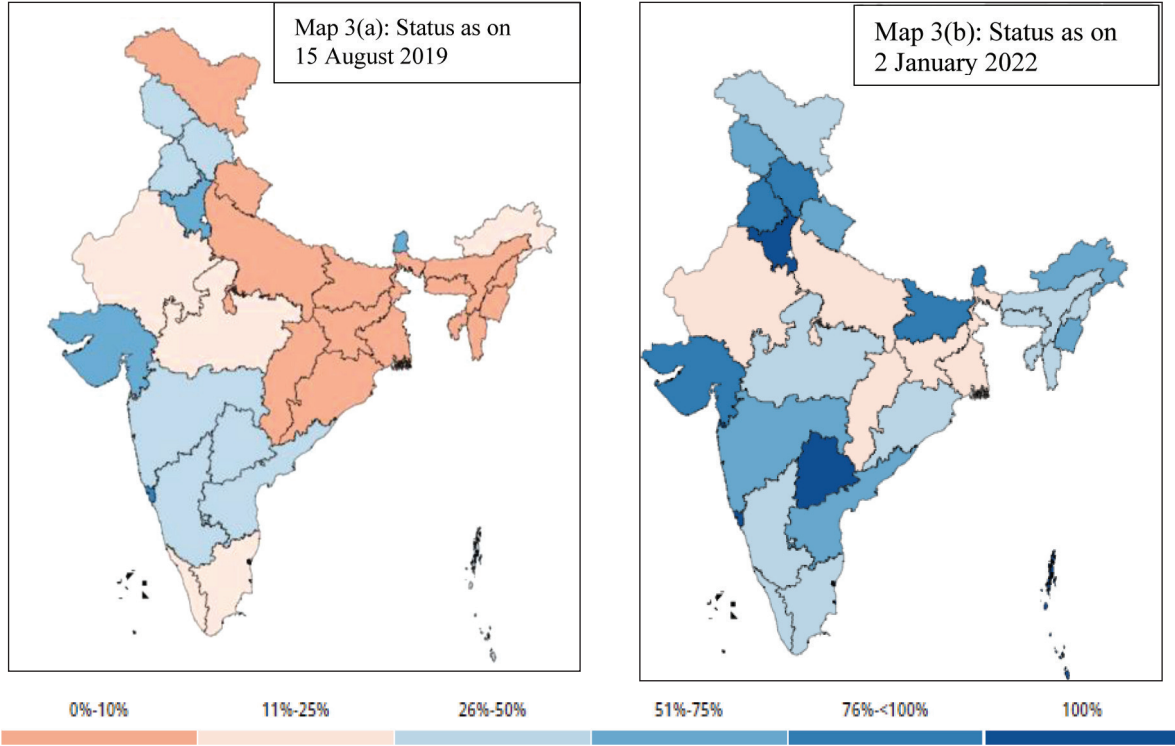 Map 3(a): Status as on
15 August 2019
Map 3(b): Status as on
2 January 2022
0%-10%
11%-25%
26%-50%
51%-75%
76%-<100%
100%